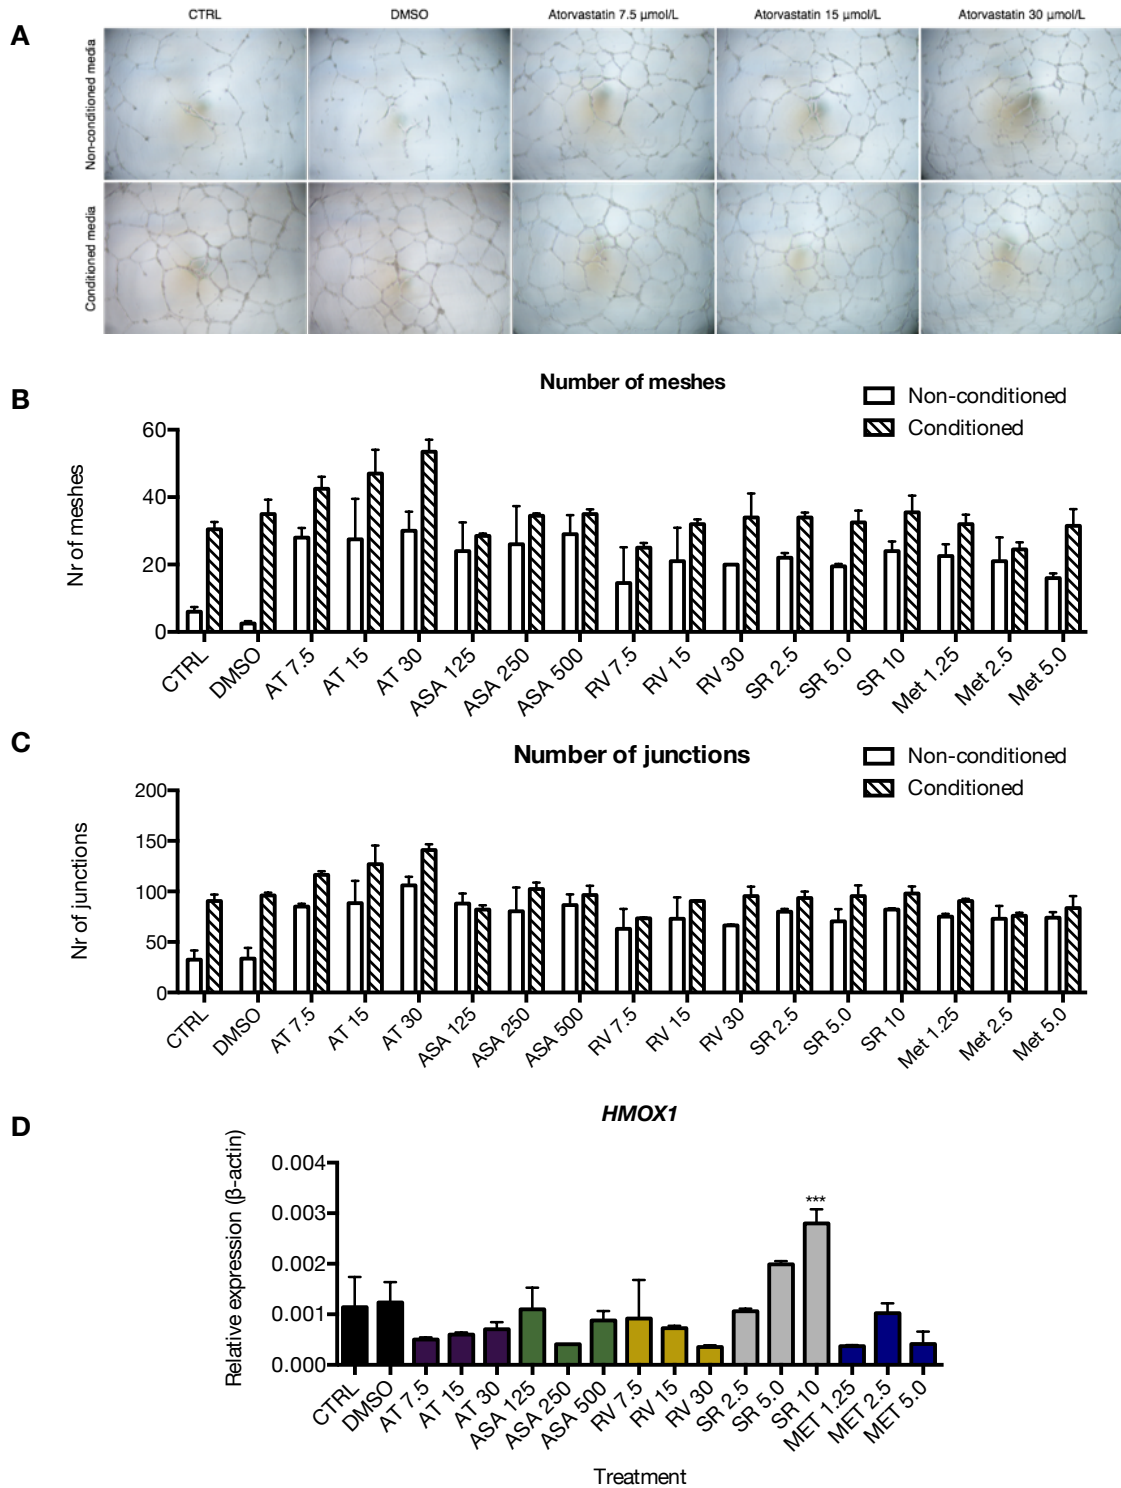 A
CTRL
DMSO
Atorvastatin 7.5 µmol/L
Atorvastatin 15 µmol/L
Atorvastatin 30 µmol/L
Non-conditioned media
Conditioned media
B
Number of meshes
Non-conditioned
Conditioned
Nr of meshes
60
40
20
0
CTRL
DMSO
AT 7.5
AT 15
AT 30
ASA 125
ASA 250
ASA 500
RV 7.5
RV 15
RV 30
SR 2.5
SR 5.0
SR 10
Met 1.25
Met 2.5
Met 5.0
C
Number of junctions
Non-conditioned
Conditioned
Nr of junctions
200
150
100
50
0
CTRL
DMSO
AT 7.5
AT 15
AT 30
ASA 125
ASA 250
ASA 500
RV 7.5
RV 15
RV 30
SR 2.5
SR 5.0
SR 10
Met 1.25
Met 2.5
Met 5.0
D
HMOX1
Relative expression (β-actin)
0.004
0.003
0.002
0.001
0.000
***
CTRL
DMSO
AT 7.5
AT 15
AT 30
ASA 125
ASA 250
ASA 500
RV 7.5
RV 15
RV 30
SR 2.5
SR 5.0
SR 10
MET 1.25
MET 2.5
MET 5.0
Treatment